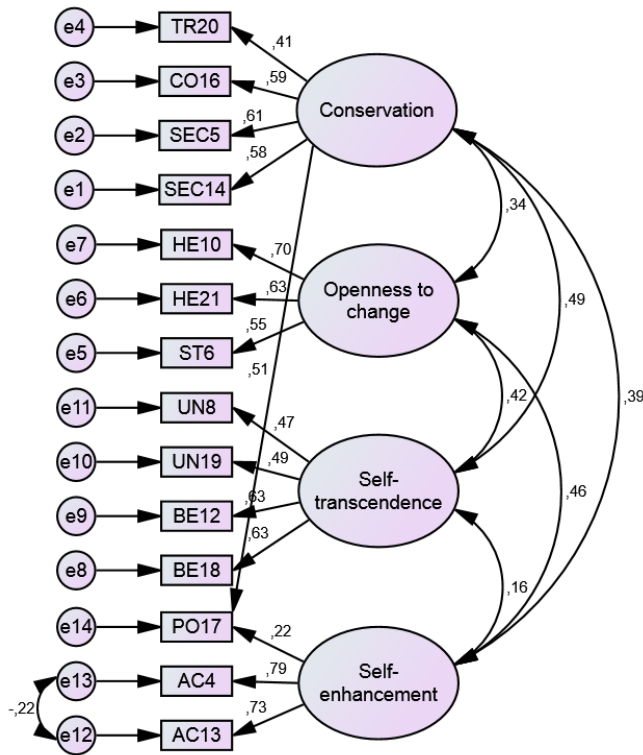 e4
TR20
,41
e3
CO16
,59
Conservation
e2
SEC5
,61
e1
SEC14
,58
,34
e7
HE10
,70
e6
HE21
,63
Openness to
change
,49
e5
ST6
,55
,51
,39
e11
UN8
,47
,42
e10
UN19
,49
Self-
transcendence
,46
e9
BE12
,63
e8
BE18
,63
,16
e14
PO17
,22
e13
AC4
,79
Self-
enhancement
-,22
e12
AC13
,73